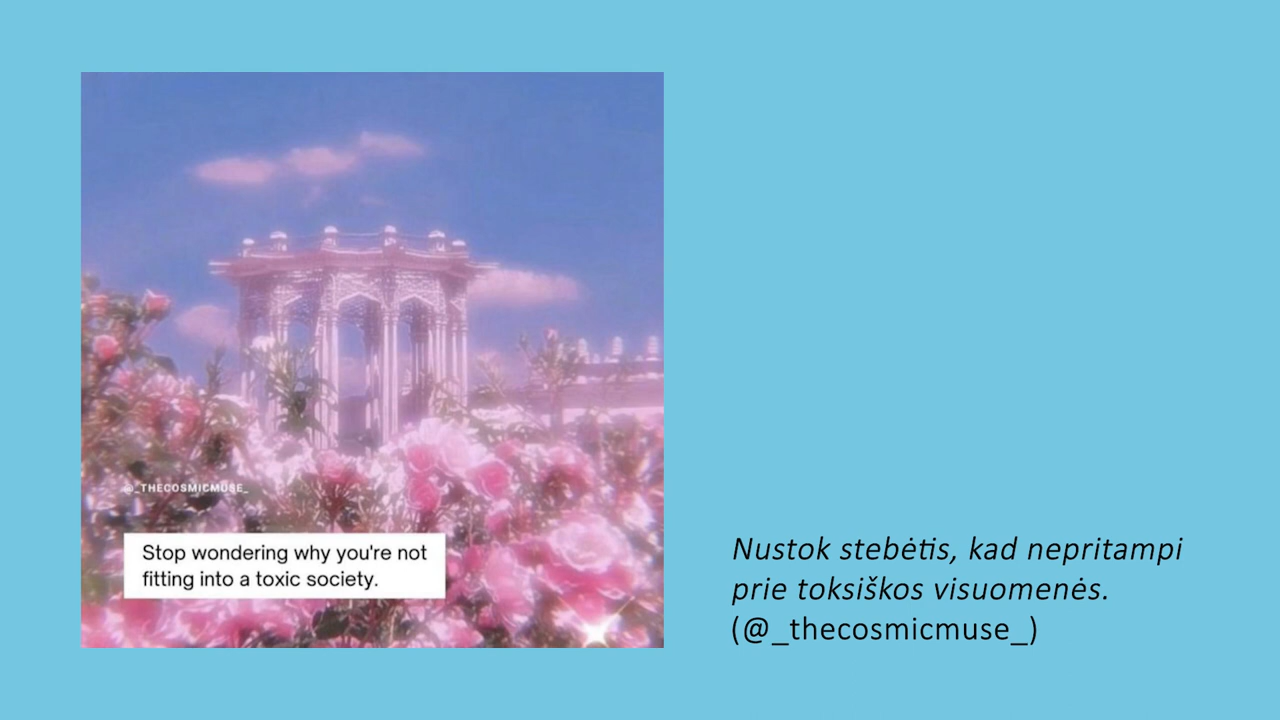 @_THECOSMICMUSE_
Stop wondering why you're not
fitting into a toxic society.
Nustok stebėtis, kad nepritampi
prie toksiškos visuomenės.
(@_thecosmicmuse_)